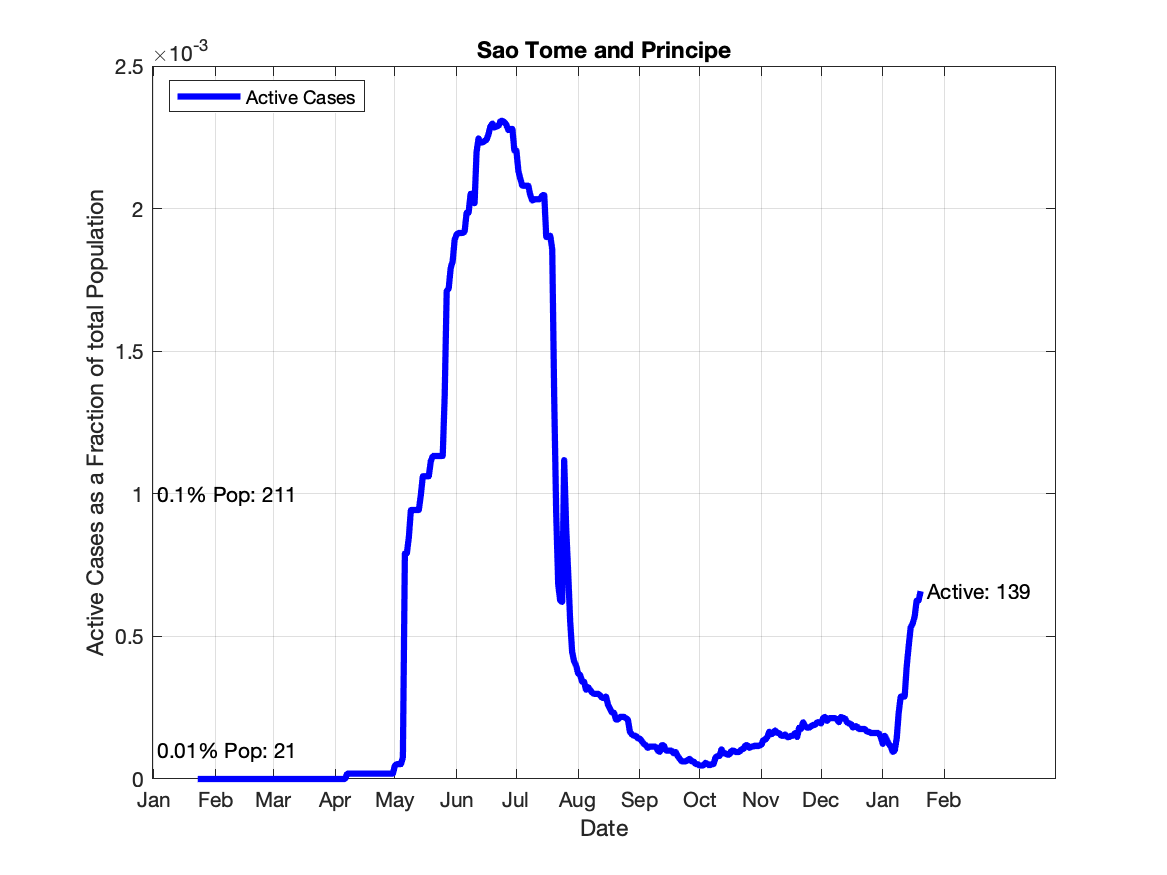 Sao Tome and Principe
×10-3
2.5
2
1.5
1
0.5
0
Active Cases as a Fraction of total Population
Active Cases
0.1% Pop: 211
0.01% Pop: 21
Active: 139
Jan Feb Mar Apr May Jun Jul Aug Sep Oct Nov Dec Jan Feb
Date